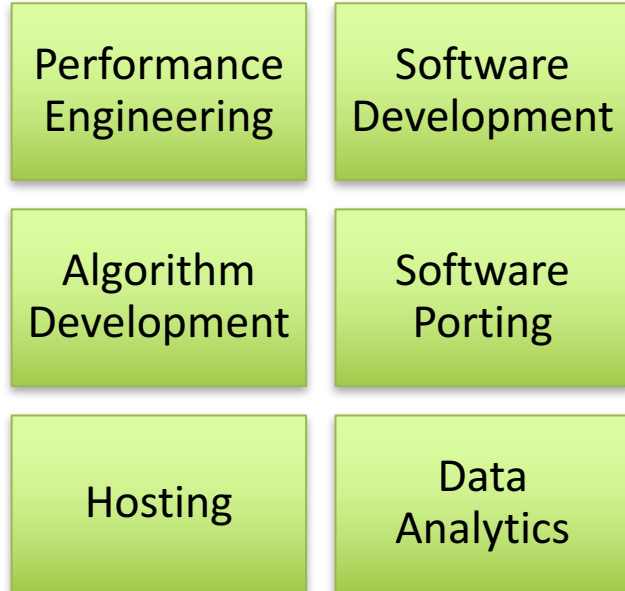 Performance
Engineering
Software
Development
Algorithm
Development
Software
Porting
Hosting
Data
Analytics